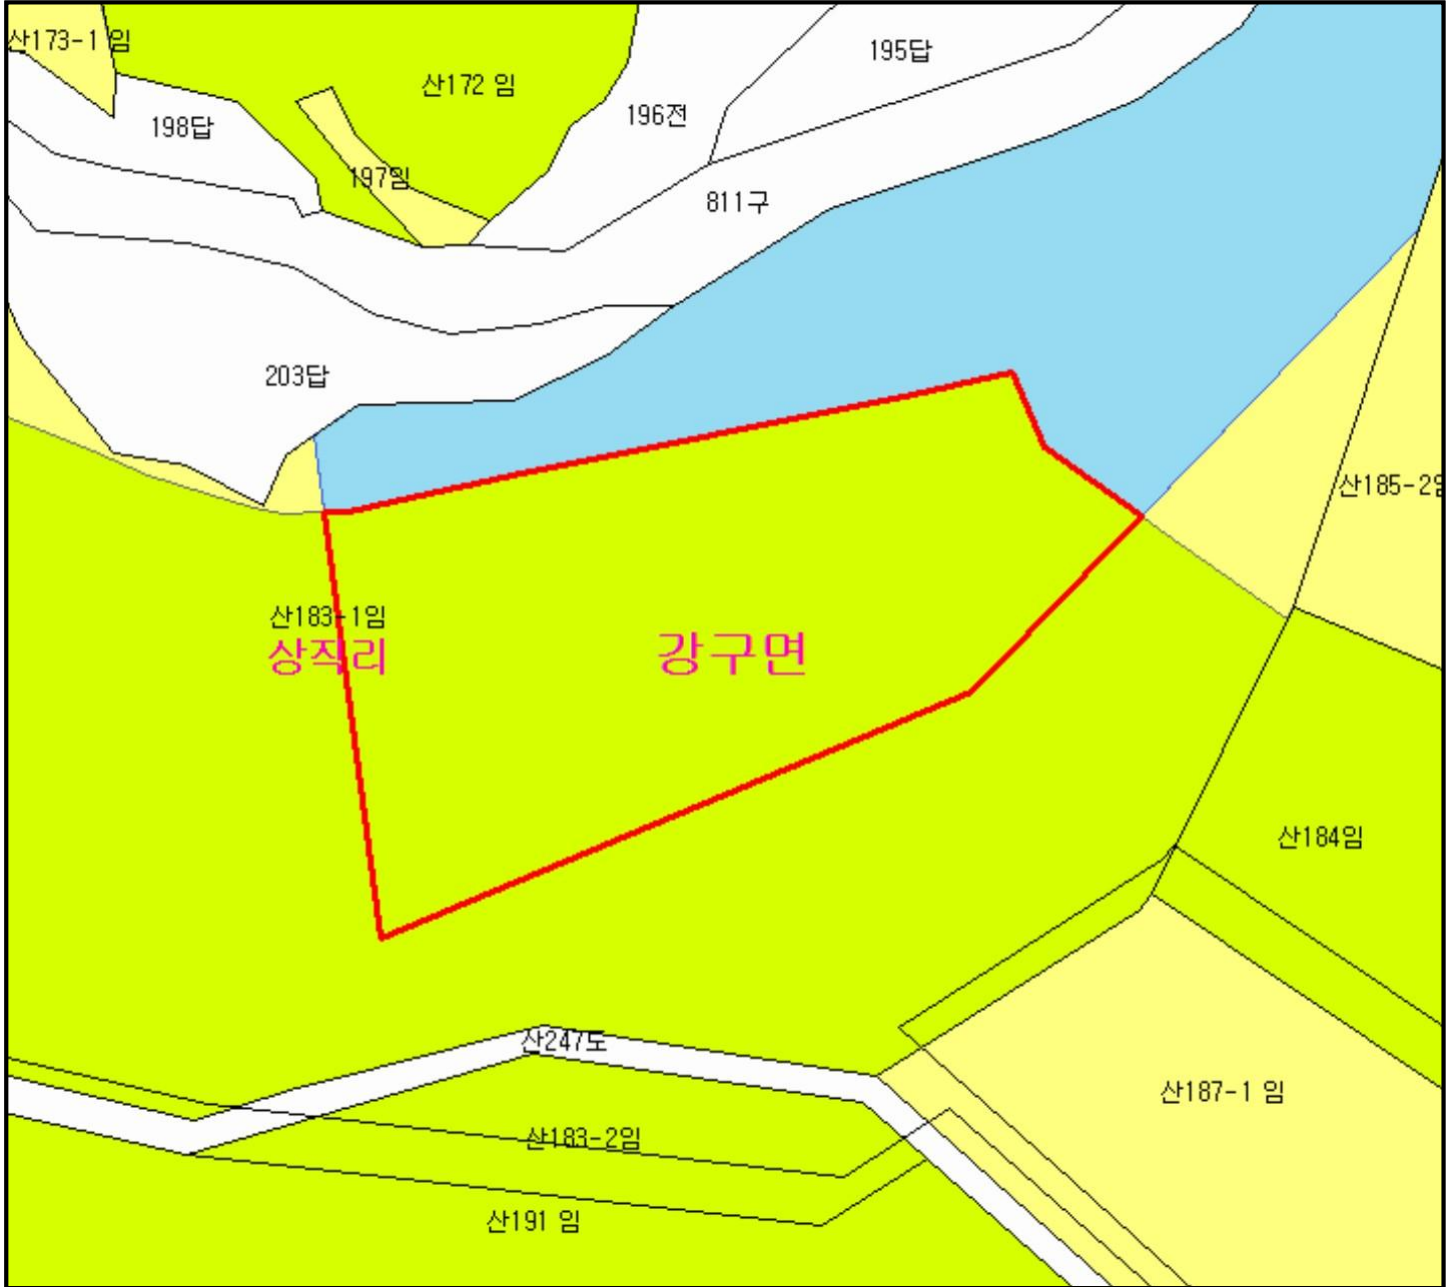 산173-1 임
195답
산172 임
196전
198답
197임
811구
203답
산185-2임
산183-1임
상직리
강구면
산184임
산247도
산187-1 임
산183-2임
산191 임